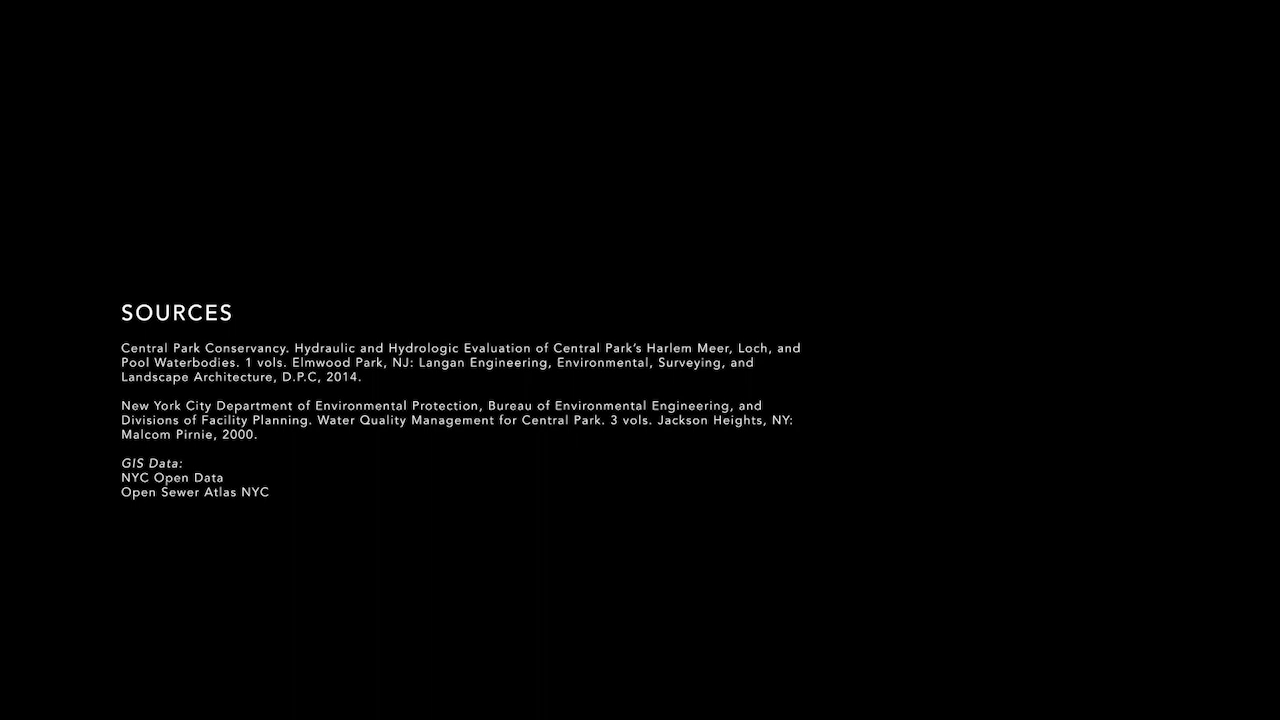 SOURCES
Central Park Conservancy. Hydraulic and Hydrologic Evaluation of Central Park’s Harlem Meer, Loch, and
Pool Waterbodies. 1 vols. Elmwood Park, NJ: Langan Engineering, Environmental, Surveying, and
Landscape Architecture, D.P.C, 2014.
New York City Department of Environmental Protection, Bureau of Environmental Engineering, and
Divisions of Facility Planning. Water Quality Management for Central Park. 3 vols. Jackson Heights, NY:
Malcom Pirnie, 2000.
GIS Data:
NYC Open Data
Open Sewer Atlas NYC